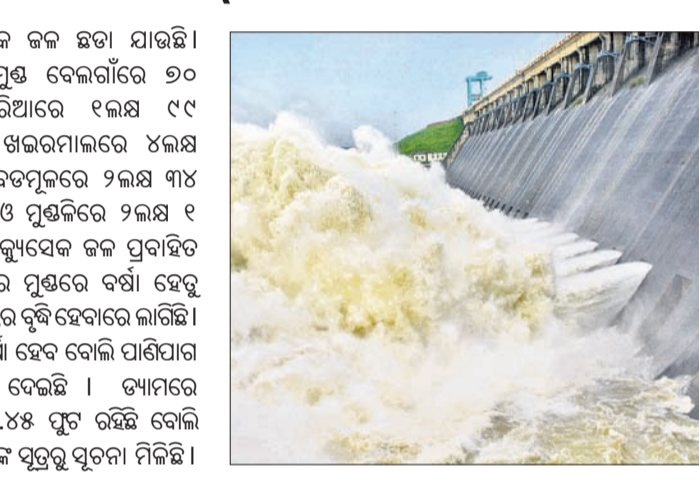 କ ଜଳ ଛଡା ଯାଉଛି।
ମୁଣ୍ଡ ବେଲଗାଁରେ ୭୦
ରିଆରେ ୧ଲକ୍ଷ ୯୯
ଖଇରମାଲରେ ୪ଲକ୍ଷ
ବଡମୂଳରେ ୨ଲକ୍ଷ ୩୪
ଓ ମୁଣ୍ଡଳିରେ ୨ଲକ୍ଷ ୧
କ୍ୟୁସେକ ଜଳ ପ୍ରବାହିତ
ର ମୁଣ୍ଡରେ ବର୍ଷା ହେତୁ
ରେ ବୃଦ୍ଧି ହେବାରେ ଲାଗିଛି।
ର୍ଷା ହେବ ବୋଲି ପାଣିପାଗ
ଦେଇଛି । ଡ୍ୟାମରେ
.୪୫ ଫୁଟ ରହିଛି ବୋଲି
ଙ୍କ ସୂତ୍ରରୁ ସୂଚନା ମିଳିଛି।